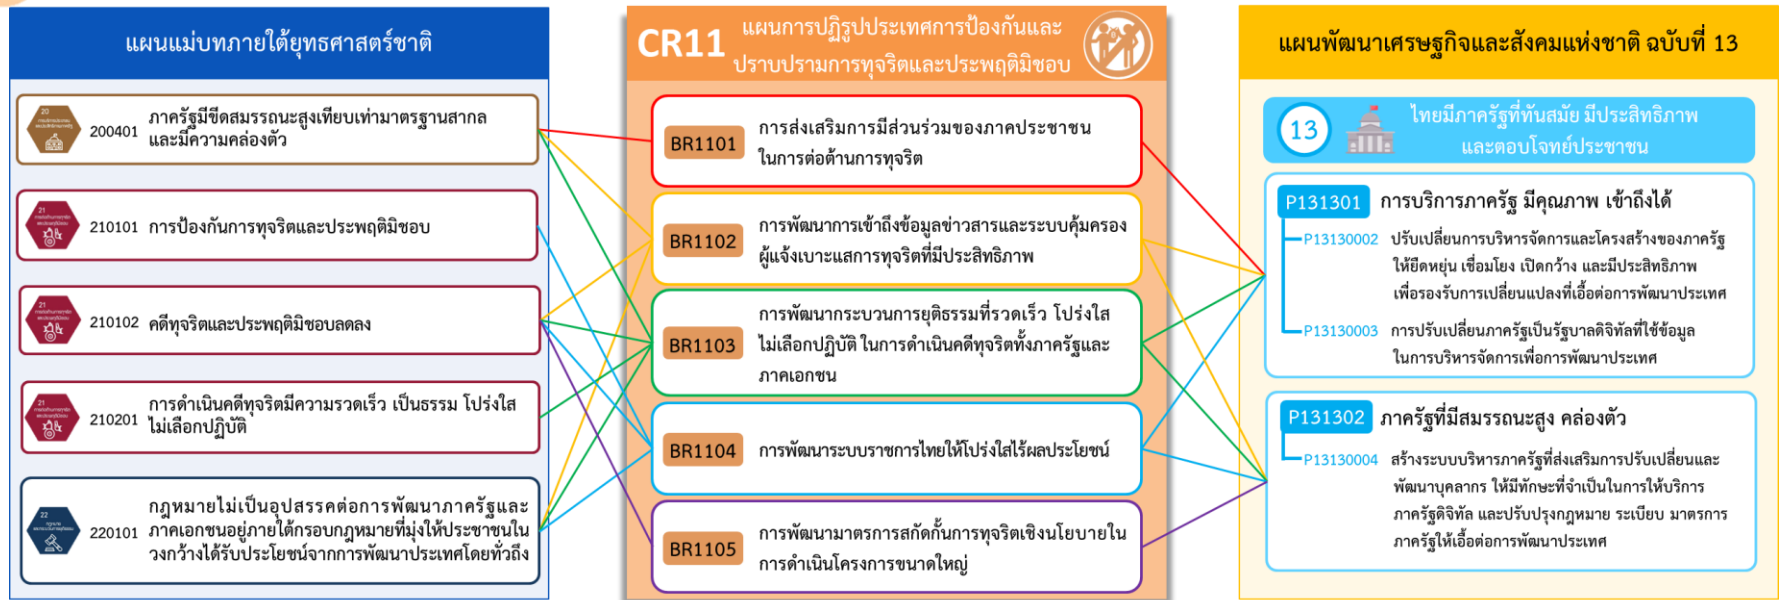 แผนแม่บทภายใต้ยุทธศาสตร์ชาติ
20
200401
ภาครัฐมีขีดสมรรถนะสูงเทียบเท่ามาตรฐานสากล
และมีความคล่องตัว
21
210101
การป้องกันการทุจริตและประพฤติมิชอบ
21
210102
คดีทุจริตและประพฤติมิชอบลดลง
21
210201
การดำเนินคดีทุจริตมีความรวดเร็ว เป็นธรรม โปร่งใส
ไม่เลือกปฏิบัติ
22
220101
กฎหมายไม่เป็นอุปสรรคต่อการพัฒนาภาครัฐและ
ภาคเอกชนอยู่ภายใต้กรอบกฎหมายที่มุ่งให้ประชาชนใน
วงกว้างได้รับประโยชน์จากการพัฒนาประเทศโดยทั่วถึง
CR11
แผนการปฏิรูปประเทศการป้องกันและ
ปราบปรามการทุจริตและประพฤติมิชอบ
BR1101
การส่งเสริมการมีส่วนร่วมของภาคประชาชน
ในการต่อต้านการทุจริต
BR1102
การพัฒนาการเข้าถึงข้อมูลข่าวสารและระบบคุ้มครอง
ผู้แจ้งเบาะแสการทุจริตที่มีประสิทธิภาพ
BR1103
การพัฒนากระบวนการยุติธรรมที่รวดเร็ว โปร่งใส
ไม่เลือกปฏิบัติ ในการดำเนินคดีทุจริตทั้งภาครัฐและ
ภาคเอกชน
BR1104
การพัฒนาระบบราชการไทยให้โปร่งใสไร้ผลประโยชน์
BR1105
การพัฒนามาตรการสกัดกั้นการทุจริตเชิงนโยบายใน
การดำเนินโครงการขนาดใหญ่
แผนพัฒนาเศรษฐกิจและสังคมแห่งชาติ ฉบับที่ 13
13
ไทยมีภาครัฐที่ทันสมัย มีประสิทธิภาพ
และตอบโจทย์ประชาชน
P131301 การบริการภาครัฐ มีคุณภาพ เข้าถึงได้
P13130002 ปรับเปลี่ยนการบริหารจัดการและโครงสร้างของภาครัฐ
ให้ยืดหยุ่น เชื่อมโยง เปิดกว้าง และมีประสิทธิภาพ
เพื่อรองรับการเปลี่ยนแปลงที่เอื้อต่อการพัฒนาประเทศ
P13130003 การปรับเปลี่ยนภาครัฐเป็นรัฐบาลดิจิทัลที่ใช้ข้อมูล
ในการบริหารจัดการเพื่อการพัฒนาประเทศ
P131302 ภาครัฐที่มีสมรรถนะสูง คล่องตัว
P13130004 สร้างระบบบริหารภาครัฐที่ส่งเสริมการปรับเปลี่ยนและ
พัฒนาบุคลากร ให้มีทักษะที่จำเป็นในการให้บริการ
ภาครัฐดิจิทัล และปรับปรุงกฎหมาย ระเบียบ มาตรการ
ภาครัฐให้เอื้อต่อการพัฒนาประเทศ